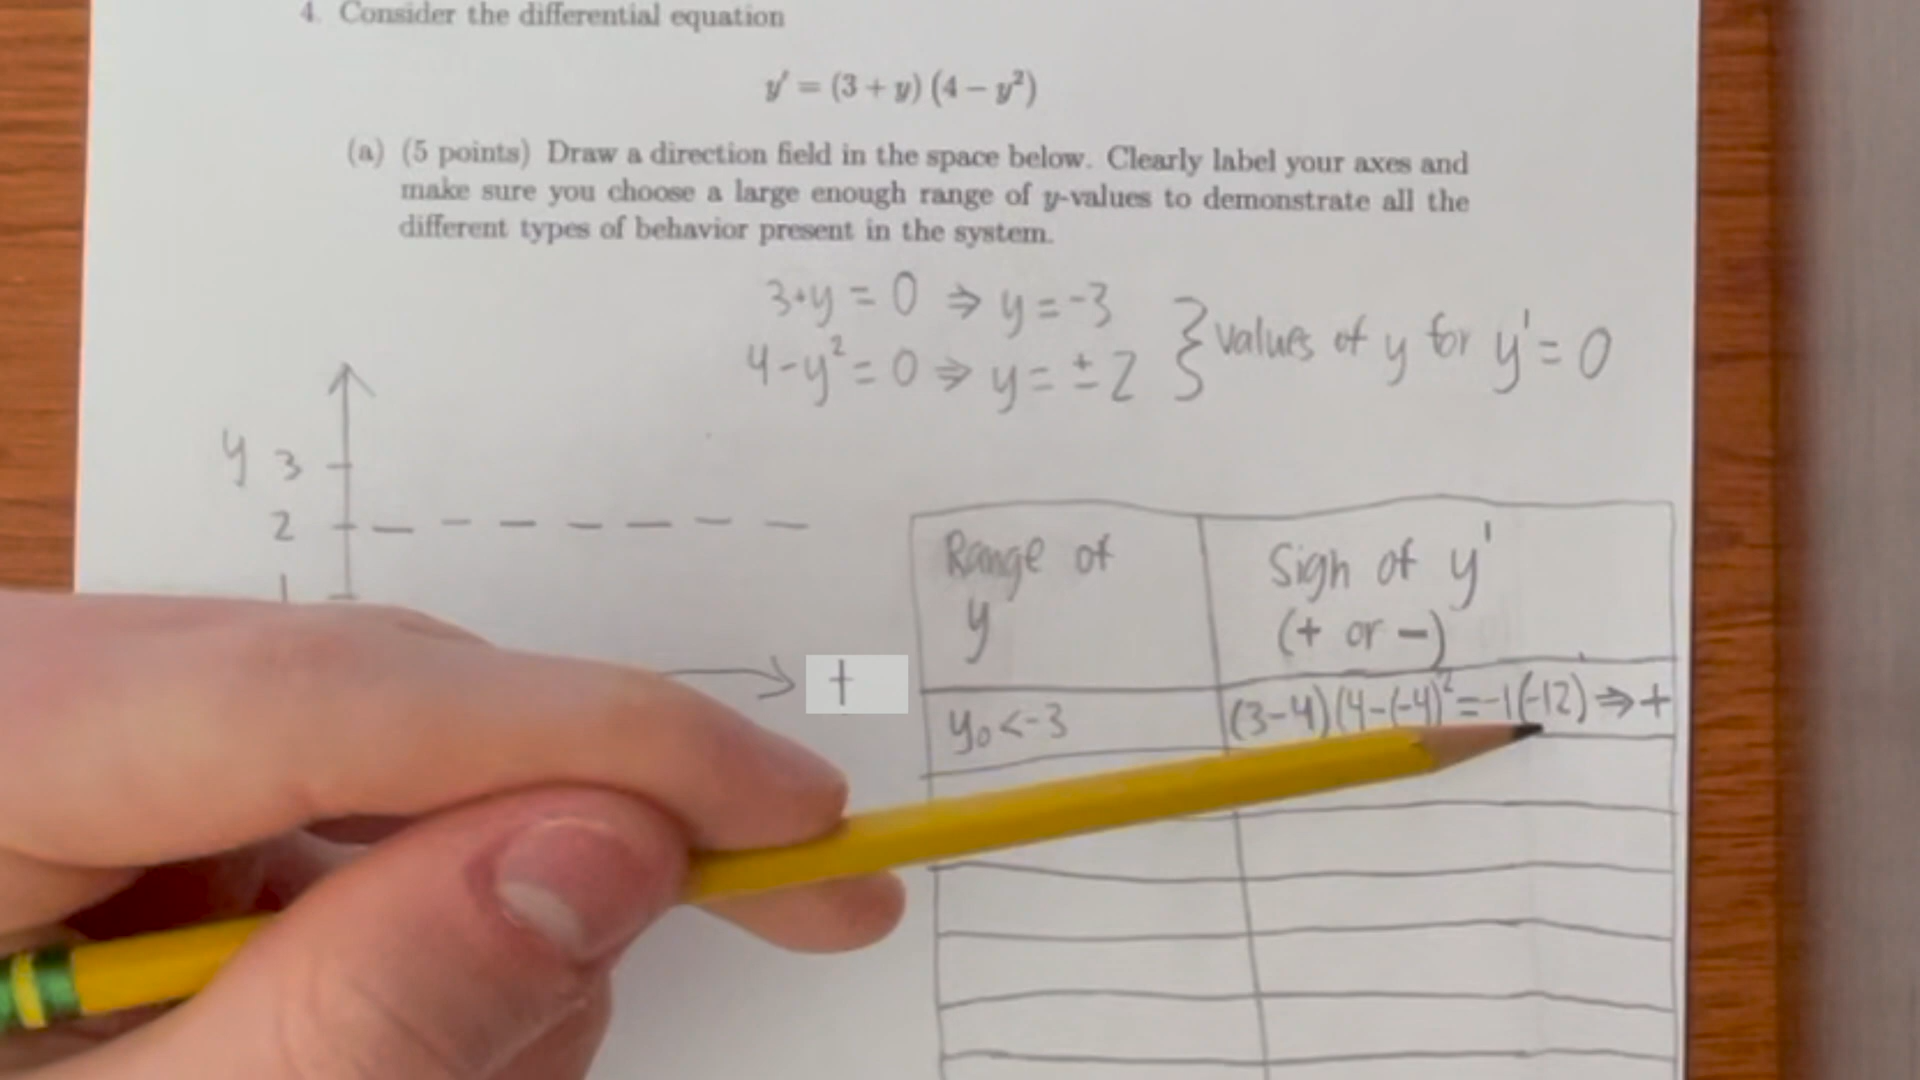 4. Consider the differential equation
y′ = (3 + y) (4 − y²)
(a) (5 points) Draw a direction field in the space below. Clearly label your axes and
make sure you choose a large enough range of y-values to demonstrate all the
different types of behavior present in the system.
3+y = 0 ⇒ y = -3
4-y² = 0 ⇒ y = ± 2
} values of y for y' = 0
y 3
2
1
t
Range of
y
Sigh of y'
(+ or −)
y₀ < -3
(3-4)(4-(-4)² = -1(-12) ⇒ +